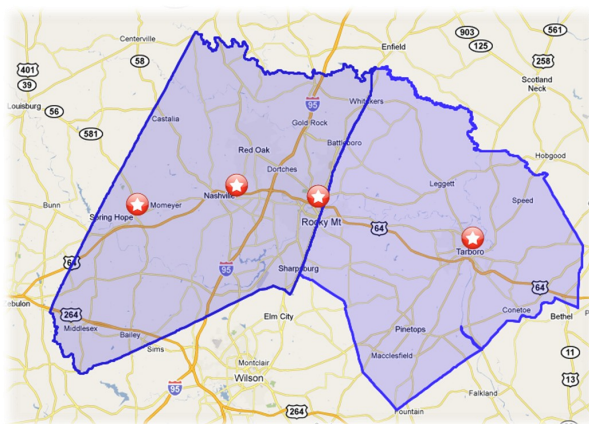 Centerville
Enfield
903
561
125
58
401
258
39
Scotland
Neck
Louisburg
56
95
Whitakers
Castalia
Gold Rock
581
Red Oak
Battleboro
Hobgood
Dortches
Leggett
Nashville
Speed
Bunn
Momeyer
Spring Hope
Rocky Mt
64
Tarboro
64
95
Sharpsburg
64
ebulon
264
Elm City
Conetoe
Bethel
Middlesex
Bailey
Pinetops
Sims
Macclesfield
11
Montclair
Wilson
13
95
Falkland
264
Fountain